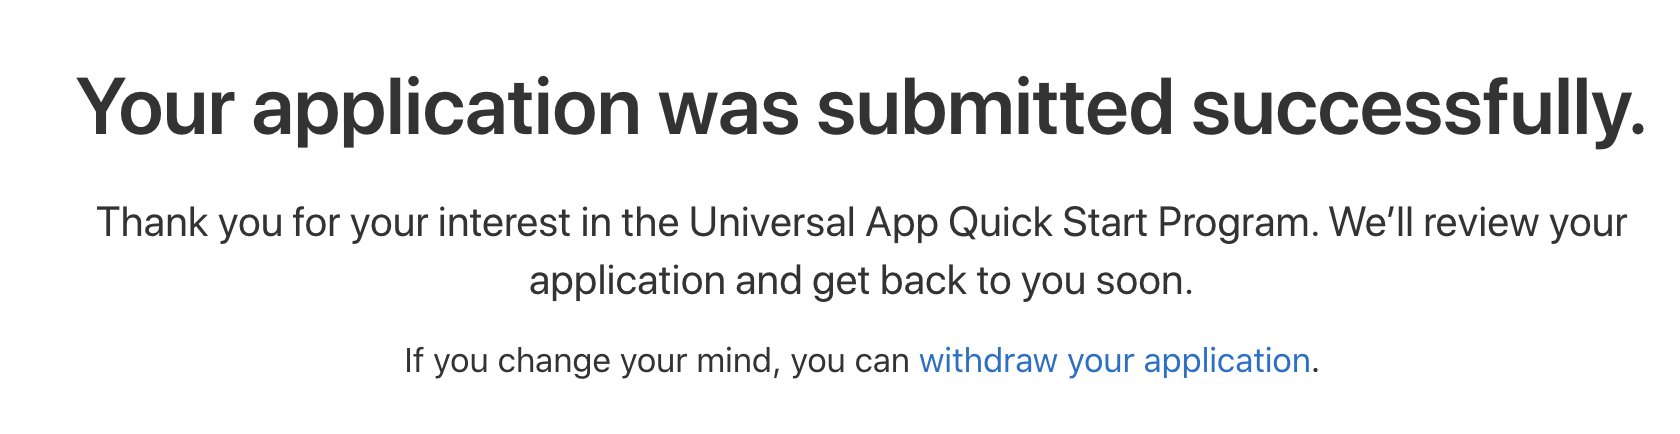 Your application was submitted successfully.
Thank you for your interest in the Universal App Quick Start Program. We’ll review your
application and get back to you soon.
If you change your mind, you can withdraw your application.